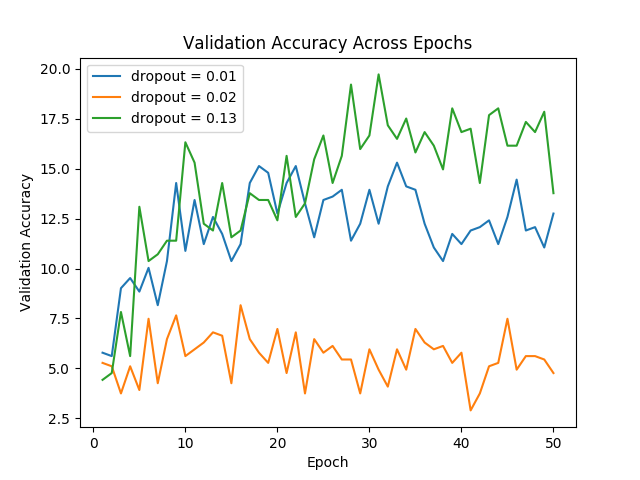 Validation Accuracy Across Epochs
dropout = 0.01
dropout = 0.02
dropout = 0.13
20.0
17.5
15.0
12.5
10.0
7.5
5.0
2.5
Validation Accuracy
0 10 20 30 40 50
Epoch